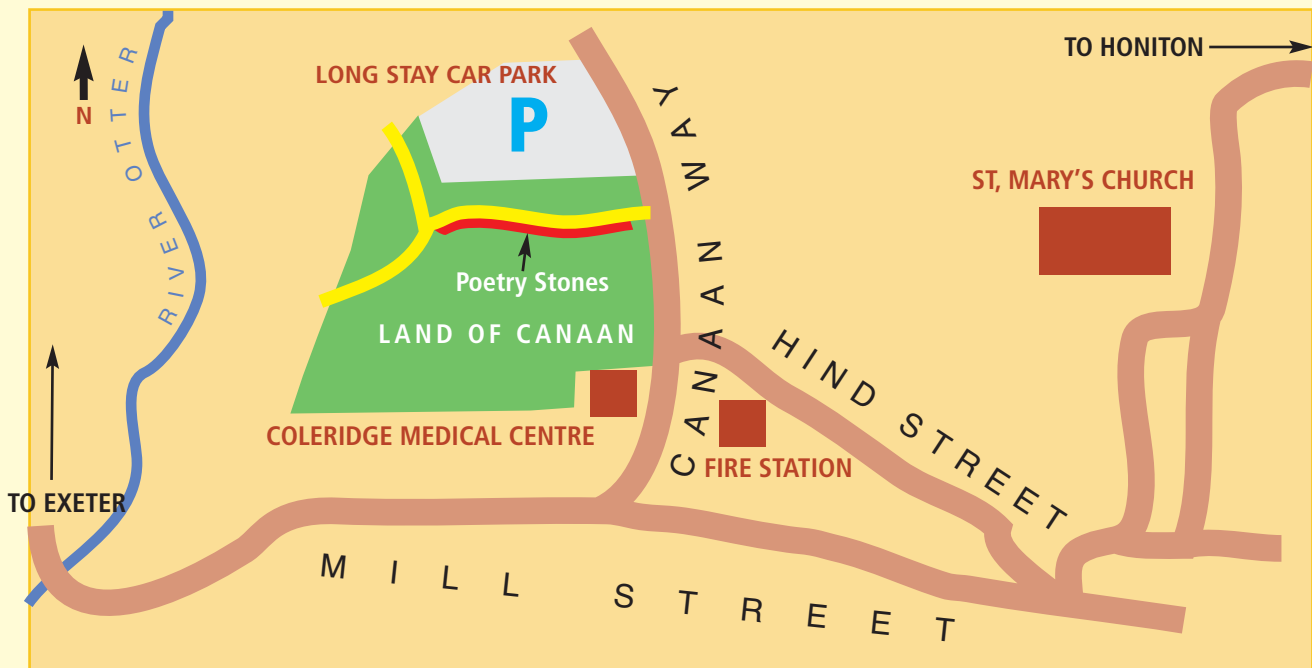 TO HONITON
N
RIVER OTTER
LONG STAY CAR PARK
P
CANAAN WAY
ST, MARY'S CHURCH
Poetry Stones
LAND OF CANAAN
HIND STREET
COLERIDGE MEDICAL CENTRE
FIRE STATION
TO EXETER
MILL STREET